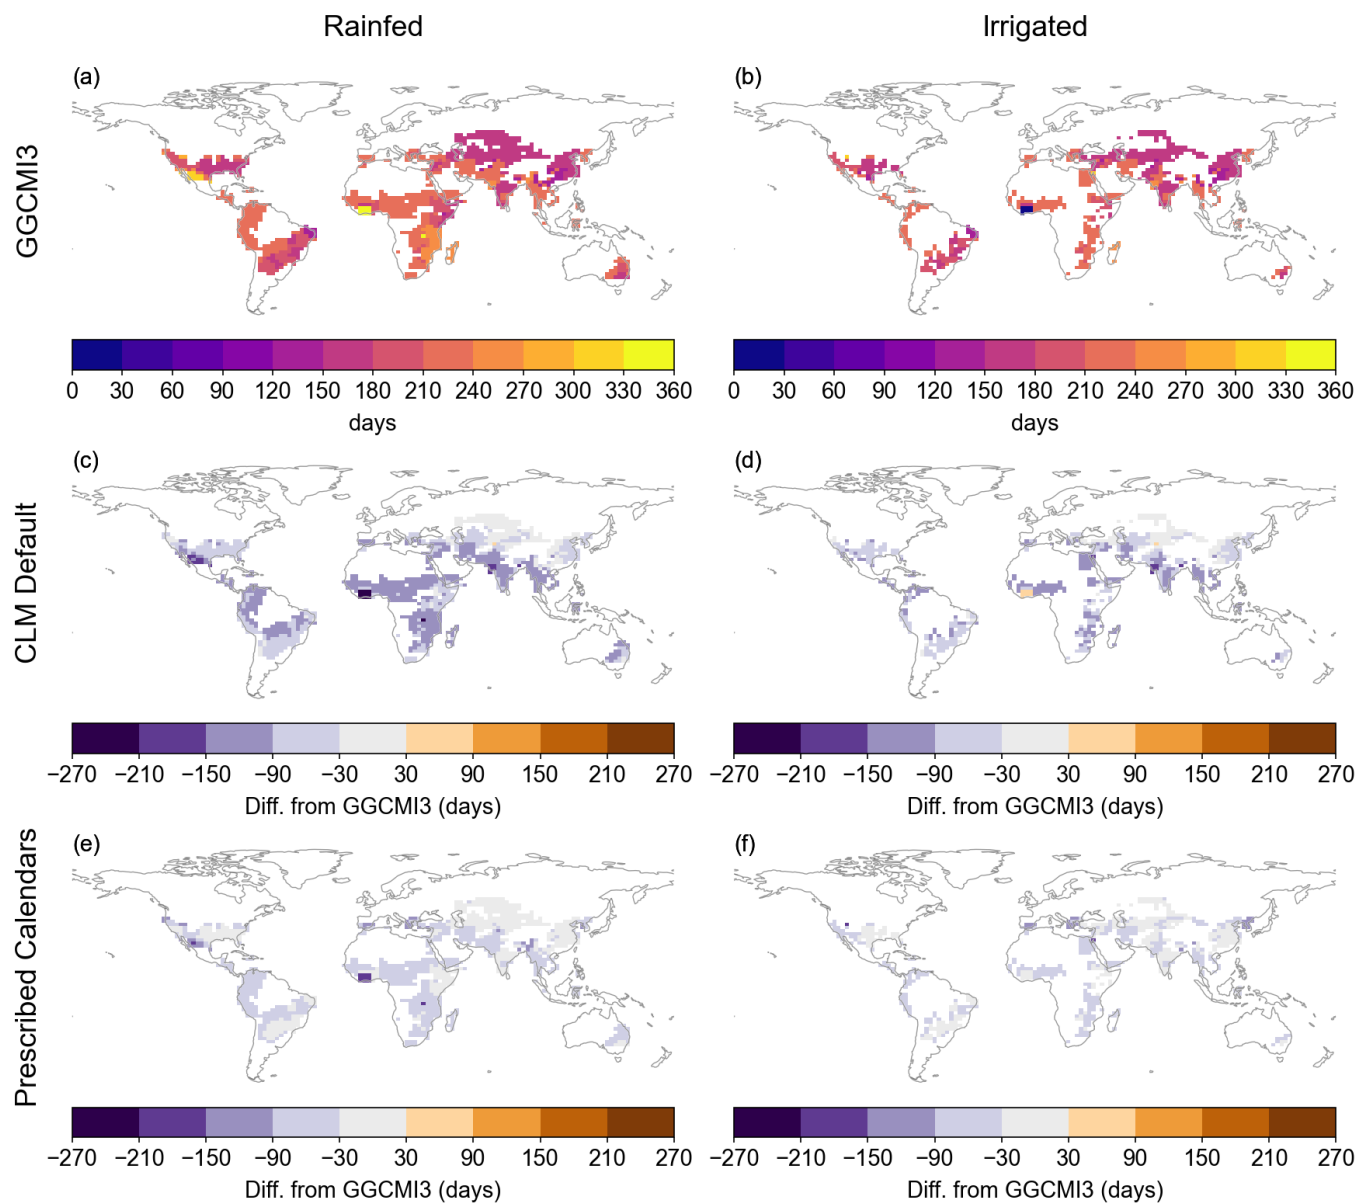 Rainfed
Irrigated
GGCMI3
(a)
(b)
0 30 60 90 120 150 180 210 240 270 300 330 360
days
0 30 60 90 120 150 180 210 240 270 300 330 360
days
CLM Default
(c)
(d)
−270 −210 −150 −90 −30 30 90 150 210 270
Diff. from GGCMI3 (days)
−270 −210 −150 −90 −30 30 90 150 210 270
Diff. from GGCMI3 (days)
Prescribed Calendars
(e)
(f)
−270 −210 −150 −90 −30 30 90 150 210 270
Diff. from GGCMI3 (days)
−270 −210 −150 −90 −30 30 90 150 210 270
Diff. from GGCMI3 (days)